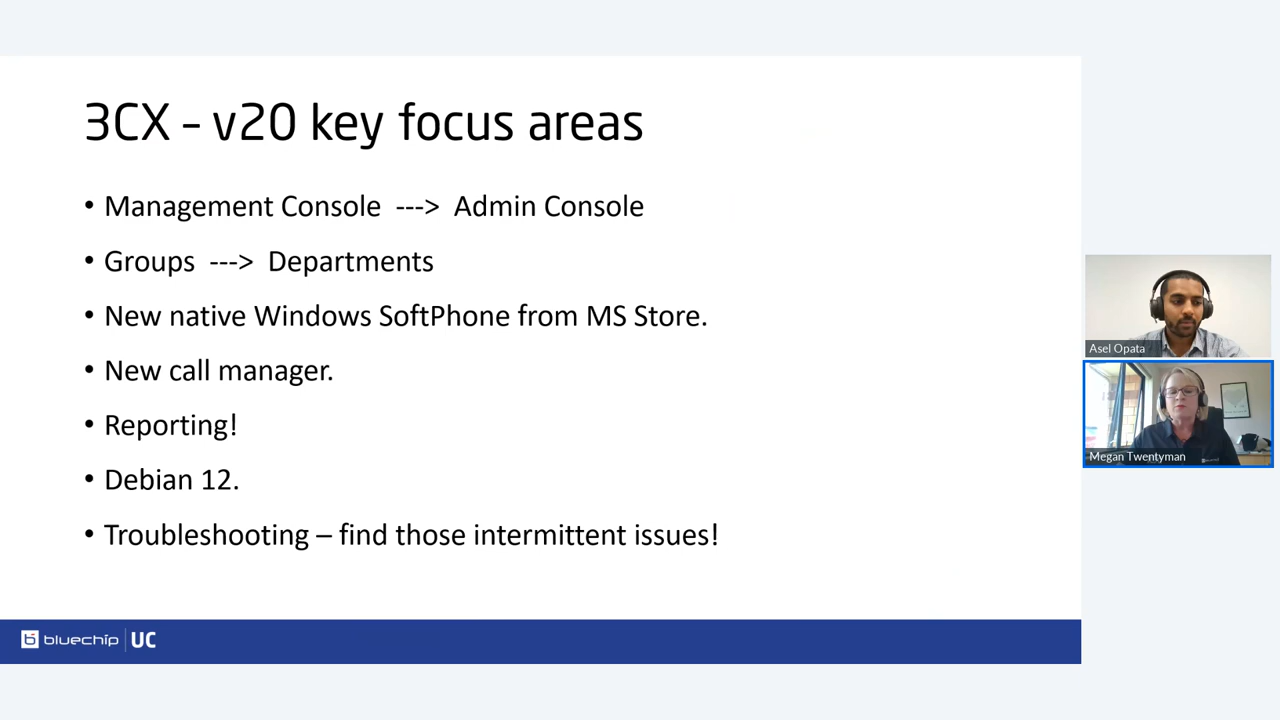 3CX – v20 key focus areas
• Management Console ---> Admin Console
• Groups ---> Departments
• New native Windows SoftPhone from MS Store.
• New call manager.
• Reporting!
• Debian 12.
• Troubleshooting – find those intermittent issues!
Asel Opata
Megan Twentyman
bluechip UC